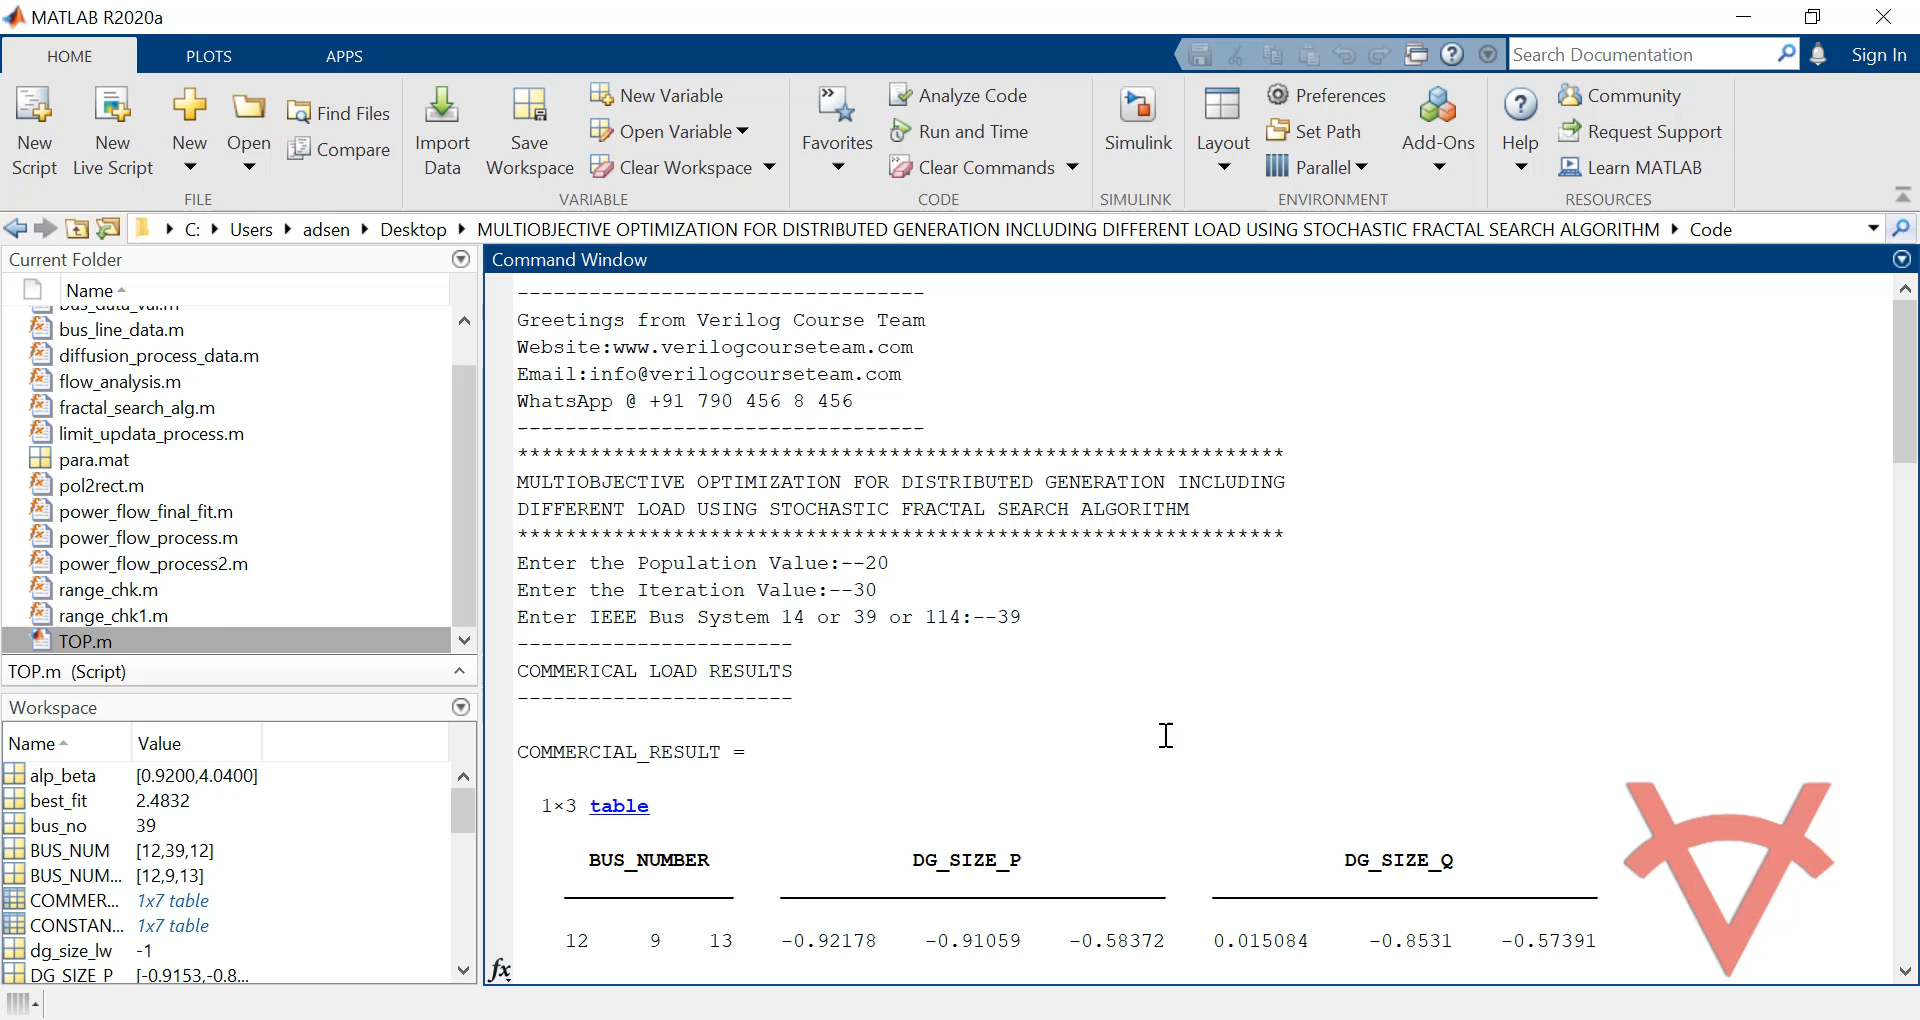 MATLAB R2020a
HOME PLOTS APPS
Search Documentation
Sign In
New Script
New Live Script
New
Open
Find Files
Compare
FILE
Import Data
Save Workspace
New Variable
Open Variable
Clear Workspace
VARIABLE
Favorites
Analyze Code
Run and Time
Clear Commands
CODE
Simulink
SIMULINK
Layout
Preferences
Set Path
Parallel
Add-Ons
ENVIRONMENT
Help
Community
Request Support
Learn MATLAB
RESOURCES
C: Users adsen Desktop MULTIOBJECTIVE OPTIMIZATION FOR DISTRIBUTED GENERATION INCLUDING DIFFERENT LOAD USING STOCHASTIC FRACTAL SEARCH ALGORITHM Code
Current Folder
Name
bus_data_val.m
bus_line_data.m
diffusion_process_data.m
flow_analysis.m
fractal_search_alg.m
limit_updata_process.m
para.mat
pol2rect.m
power_flow_final_fit.m
power_flow_process.m
power_flow_process2.m
range_chk.m
range_chk1.m
TOP.m
TOP.m (Script)
Workspace
Name Value
alp_beta [0.9200,4.0400]
best_fit 2.4832
bus_no 39
BUS_NUM [12,39,12]
BUS_NUM... [12,9,13]
COMMER... 1x7 table
CONSTAN... 1x7 table
dg_size_lw -1
DG_SIZE_P [-0.9153,-0.8...
Command Window
----------------------------------
Greetings from Verilog Course Team
Website:www.verilogcourseteam.com
Email:info@verilogcourseteam.com
WhatsApp @ +91 790 456 8 456
----------------------------------
****************************************************************
MULTIOBJECTIVE OPTIMIZATION FOR DISTRIBUTED GENERATION INCLUDING
DIFFERENT LOAD USING STOCHASTIC FRACTAL SEARCH ALGORITHM
****************************************************************
Enter the Population Value:--20
Enter the Iteration Value:--30
Enter IEEE Bus System 14 or 39 or 114:--39
-----------------------
COMMERICAL LOAD RESULTS
-----------------------
COMMERCIAL_RESULT =
1×3 table
BUS_NUMBER DG_SIZE_P DG_SIZE_Q
12 9 13 -0.92178 -0.91059 -0.58372 0.015084 -0.8531 -0.57391
fx